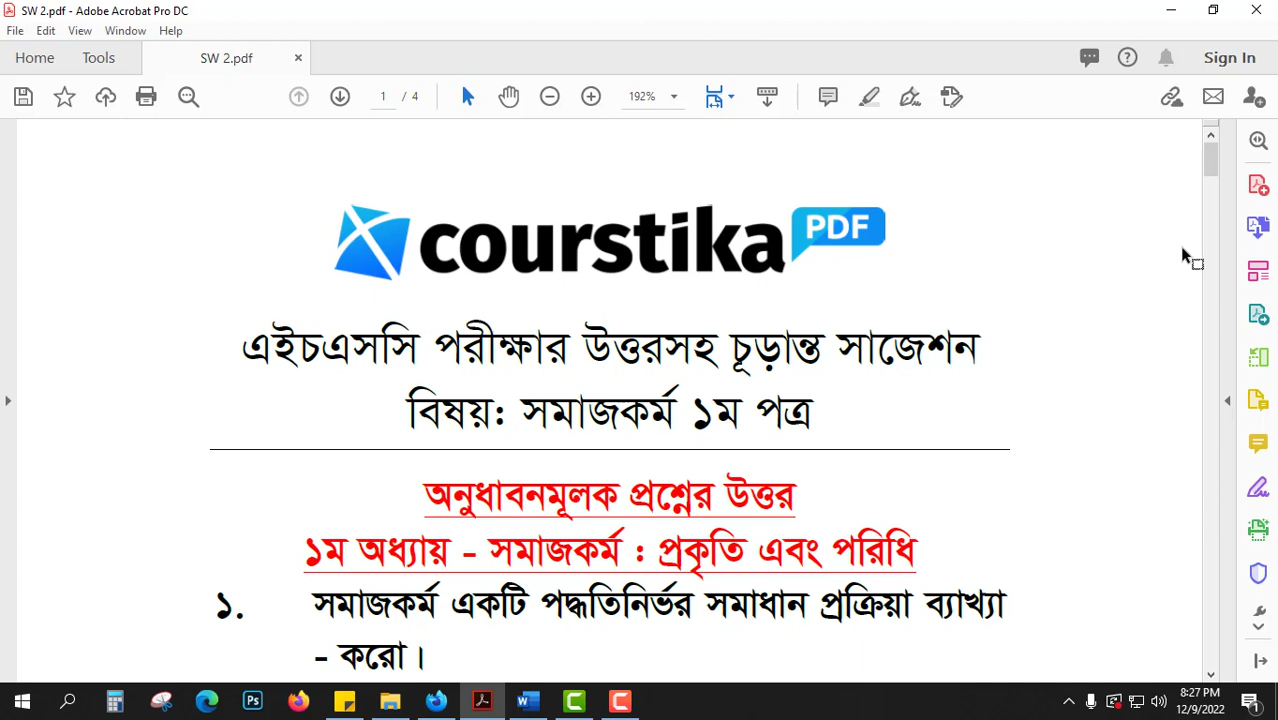 SW 2.pdf - Adobe Acrobat Pro DC
File Edit View Window Help
Home Tools SW 2.pdf × Sign In
1 / 4 192%
courstika PDF
এইচএসসি পরীক্ষার উত্তরসহ চূড়ান্ত সাজেশন
বিষয়: সমাজকর্ম ১ম পত্র
অনুধাবনমূলক প্রশ্নের উত্তর
১ম অধ্যায় - সমাজকর্ম : প্রকৃতি এবং পরিধি
১. সমাজকর্ম একটি পদ্ধতিনির্ভর সমাধান প্রক্রিয়া ব্যাখ্যা
- করো।
Ps
8:27 PM
12/9/2022
1